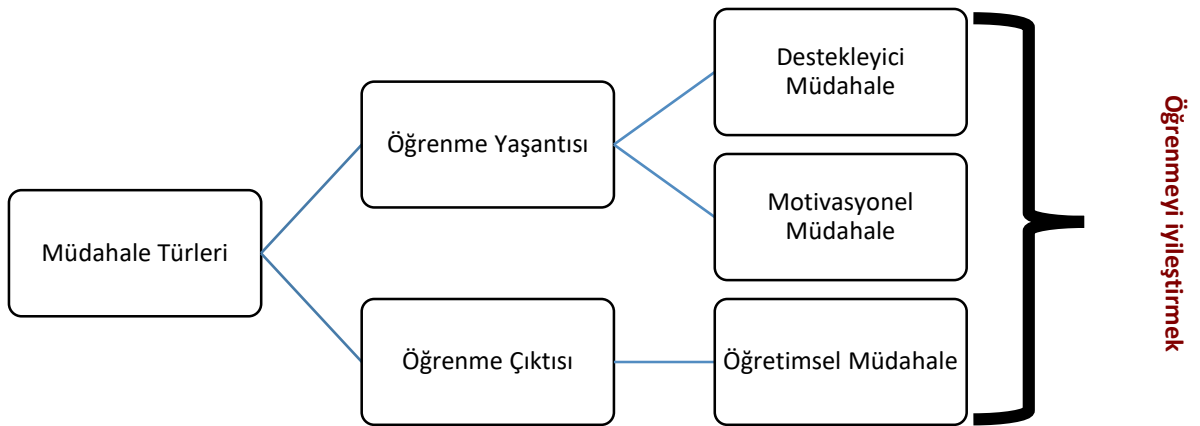 Müdahale Türleri
Öğrenme Yaşantısı
Destekleyici
Müdahale
Motivasyonel
Müdahale
Öğrenme Çıktısı
Öğretimsel Müdahale
Öğrenmeyi iyileştirmek